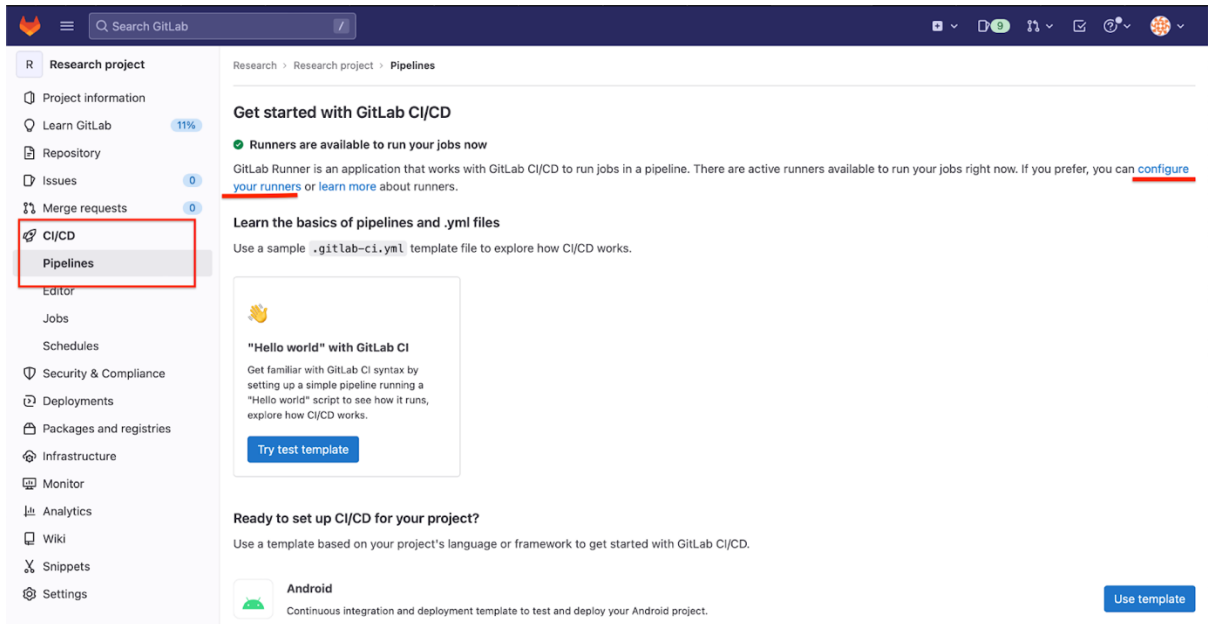 Search GitLab
/
9
R Research project
Project information
Learn GitLab 11%
Repository
Issues 0
Merge requests 0
CI/CD
Pipelines
Editor
Jobs
Schedules
Security & Compliance
Deployments
Packages and registries
Infrastructure
Monitor
Analytics
Wiki
Snippets
Settings
Research > Research project > Pipelines
Get started with GitLab CI/CD
Runners are available to run your jobs now
GitLab Runner is an application that works with GitLab CI/CD to run jobs in a pipeline. There are active runners available to run your jobs right now. If you prefer, you can configure
your runners or learn more about runners.
Learn the basics of pipelines and .yml files
Use a sample .gitlab-ci.yml template file to explore how CI/CD works.
"Hello world" with GitLab CI
Get familiar with GitLab CI syntax by
setting up a simple pipeline running a
"Hello world" script to see how it runs,
explore how CI/CD works.
Try test template
Ready to set up CI/CD for your project?
Use a template based on your project's language or framework to get started with GitLab CI/CD.
Android
Continuous integration and deployment template to test and deploy your Android project.
Use template